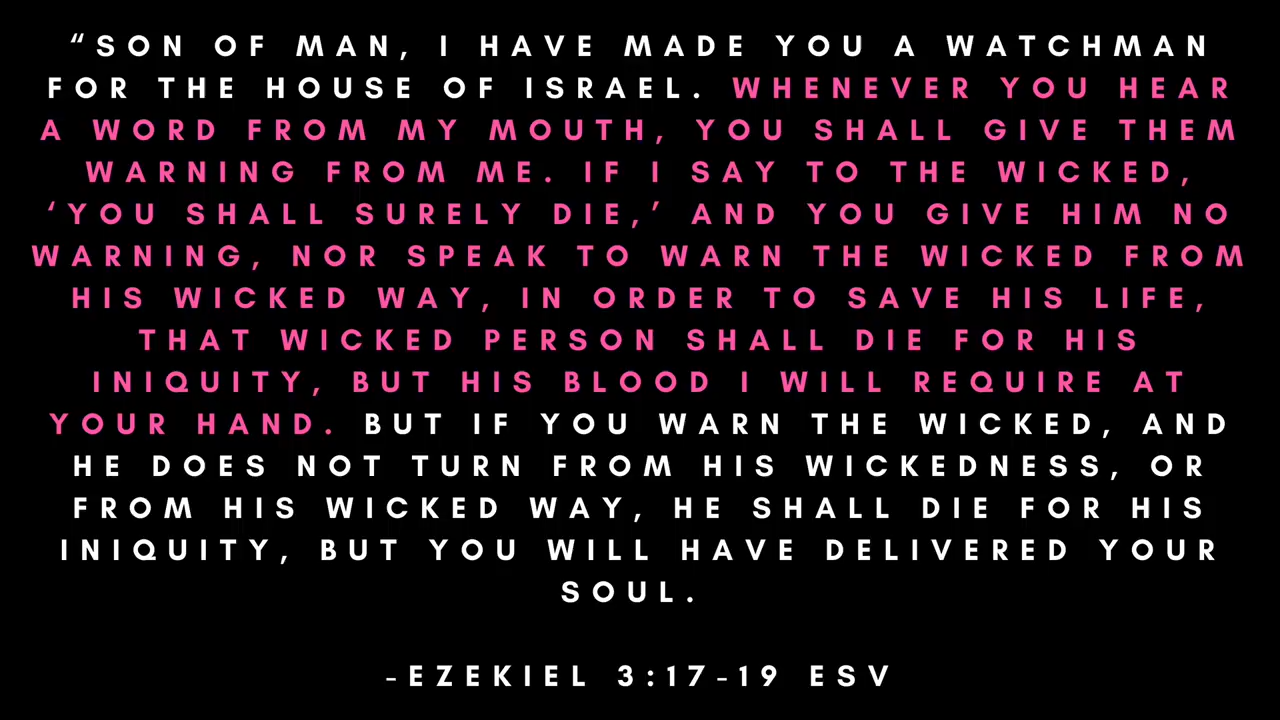 “SON OF MAN, I HAVE MADE YOU A WATCHMAN
FOR THE HOUSE OF ISRAEL. WHENEVER YOU HEAR
A WORD FROM MY MOUTH, YOU SHALL GIVE THEM
WARNING FROM ME. IF I SAY TO THE WICKED,
‘YOU SHALL SURELY DIE,’ AND YOU GIVE HIM NO
WARNING, NOR SPEAK TO WARN THE WICKED FROM
HIS WICKED WAY, IN ORDER TO SAVE HIS LIFE,
THAT WICKED PERSON SHALL DIE FOR HIS
INIQUITY, BUT HIS BLOOD I WILL REQUIRE AT
YOUR HAND. BUT IF YOU WARN THE WICKED, AND
HE DOES NOT TURN FROM HIS WICKEDNESS, OR
FROM HIS WICKED WAY, HE SHALL DIE FOR HIS
INIQUITY, BUT YOU WILL HAVE DELIVERED YOUR
SOUL.
-EZEKIEL 3:17-19 ESV